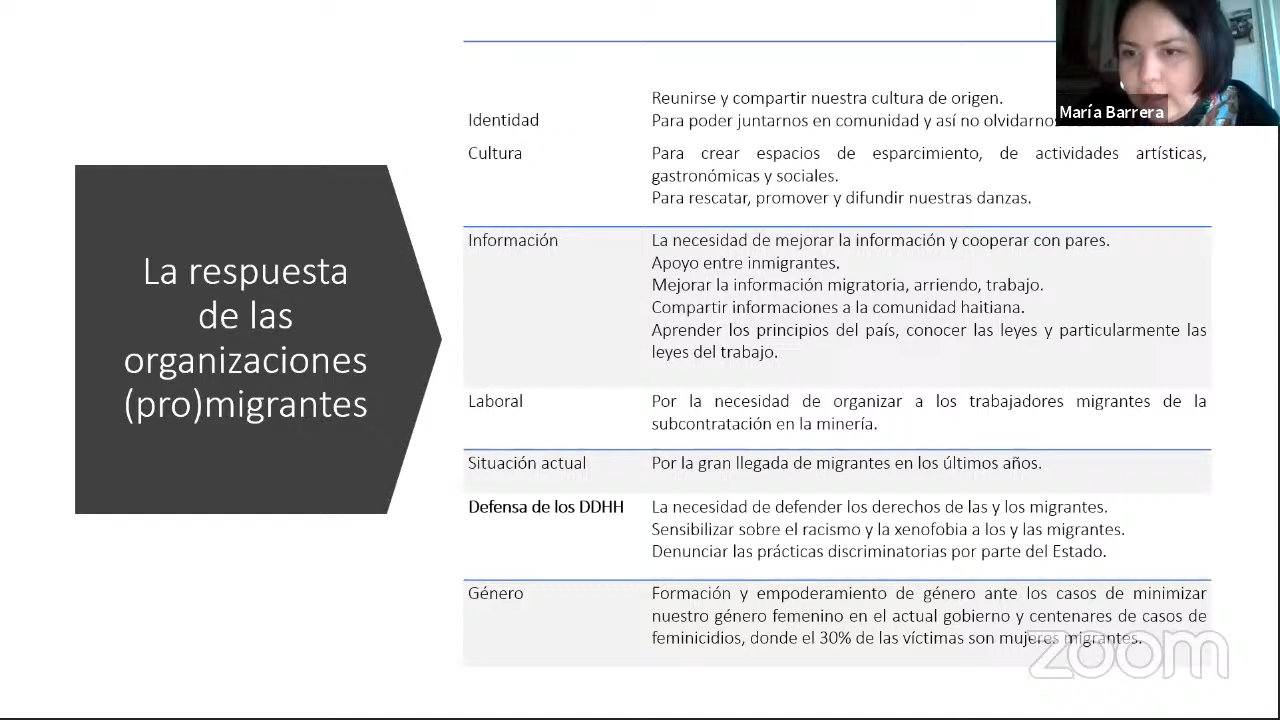 María Barrera
La respuesta
de las
organizaciones
(pro)migrantes
Identidad
Reunirse y compartir nuestra cultura de origen.
Para poder juntarnos en comunidad y así no olvidarnos
Cultura
Para crear espacios de esparcimiento, de actividades artísticas,
gastronómicas y sociales.
Para rescatar, promover y difundir nuestras danzas.
Información
La necesidad de mejorar la información y cooperar con pares.
Apoyo entre inmigrantes.
Mejorar la información migratoria, arriendo, trabajo.
Compartir informaciones a la comunidad haitiana.
Aprender los principios del país, conocer las leyes y particularmente las
leyes del trabajo.
Laboral
Por la necesidad de organizar a los trabajadores migrantes de la
subcontratación en la minería.
Situación actual
Por la gran llegada de migrantes en los últimos años.
Defensa de los DDHH
La necesidad de defender los derechos de las y los migrantes.
Sensibilizar sobre el racismo y la xenofobia a los y las migrantes.
Denunciar las prácticas discriminatorias por parte del Estado.
Género
Formación y empoderamiento de género ante los casos de minimizar
nuestro género femenino en el actual gobierno y centenares de casos de
feminicidios, donde el 30% de las víctimas son mujeres migrantes.
zoom